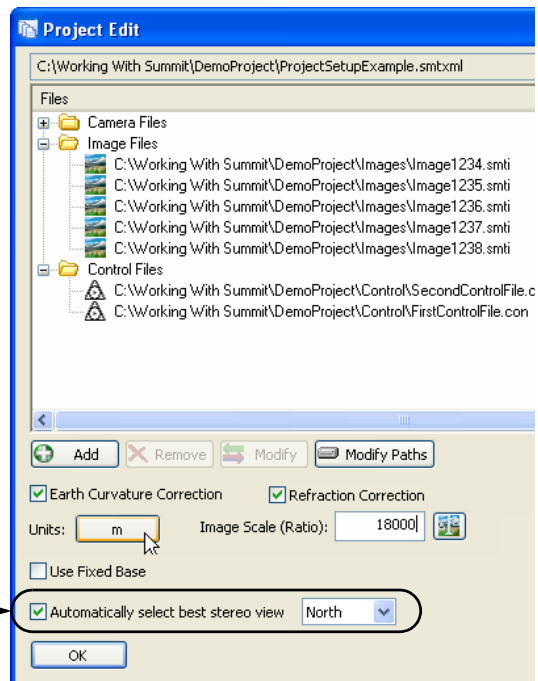 Project Edit
C:\Working With Summit\DemoProject\ProjectSetupExample.smtxml
Files
Camera Files
Image Files
C:\Working With Summit\DemoProject\Images\Image1234.smti
C:\Working With Summit\DemoProject\Images\Image1235.smti
C:\Working With Summit\DemoProject\Images\Image1236.smti
C:\Working With Summit\DemoProject\Images\Image1237.smti
C:\Working With Summit\DemoProject\Images\Image1238.smti
Control Files
C:\Working With Summit\DemoProject\Control\SecondControlFile.c
C:\Working With Summit\DemoProject\Control\FirstControlFile.con
Add Remove Modify Modify Paths
Earth Curvature Correction Refraction Correction
Units: m Image Scale (Ratio): 18000
Use Fixed Base
Automatically select best stereo view North
OK